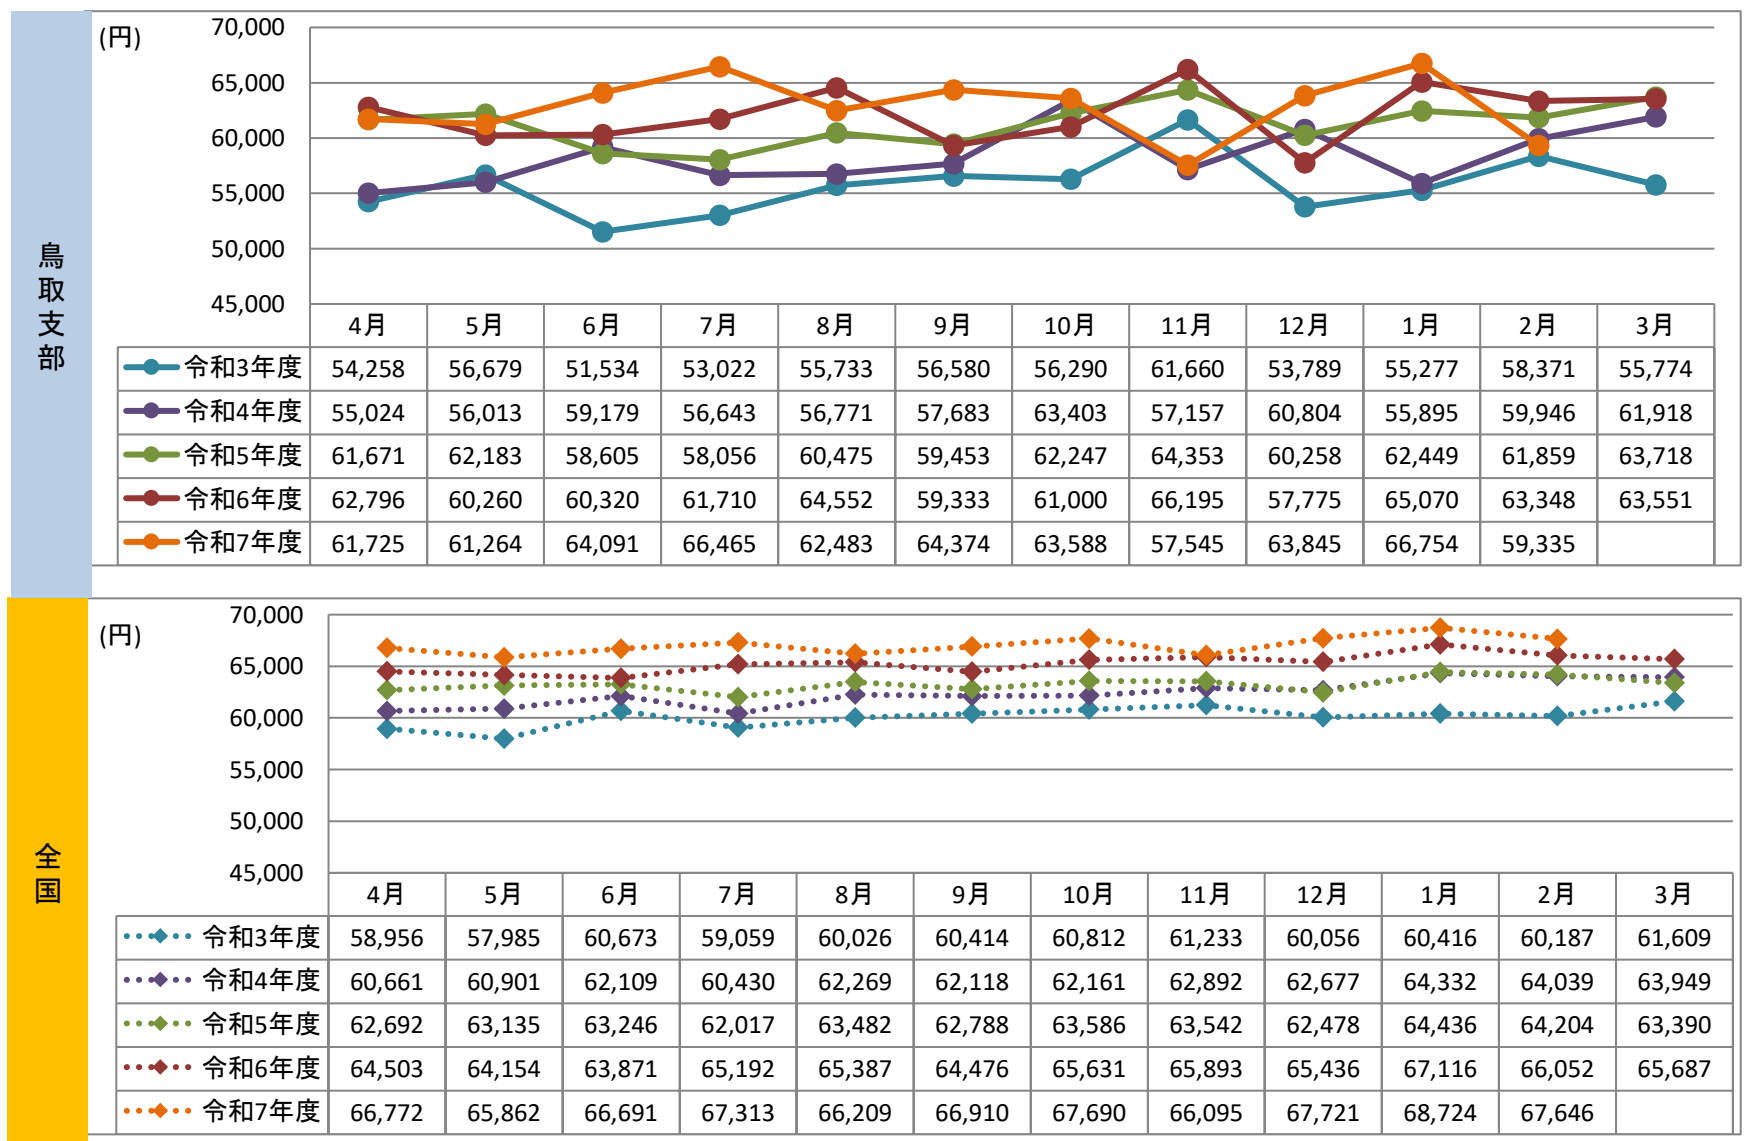 鳥取支部
(円)
70,000
65,000
60,000
55,000
50,000
45,000
4月 5月 6月 7月 8月 9月 10月 11月 12月 1月 2月 3月
令和3年度 54,258 56,679 51,534 53,022 55,733 56,580 56,290 61,660 53,789 55,277 58,371 55,774
令和4年度 55,024 56,013 59,179 56,643 56,771 57,683 63,403 57,157 60,804 55,895 59,946 61,918
令和5年度 61,671 62,183 58,605 58,056 60,475 59,453 62,247 64,353 60,258 62,449 61,859 63,718
令和6年度 62,796 60,260 60,320 61,710 64,552 59,333 61,000 66,195 57,775 65,070 63,348 63,551
令和7年度 61,725 61,264 64,091 66,465 62,483 64,374 63,588 57,545 63,845 66,754 59,335
全国
(円)
70,000
65,000
60,000
55,000
50,000
45,000
4月 5月 6月 7月 8月 9月 10月 11月 12月 1月 2月 3月
令和3年度 58,956 57,985 60,673 59,059 60,026 60,414 60,812 61,233 60,056 60,416 60,187 61,609
令和4年度 60,661 60,901 62,109 60,430 62,269 62,118 62,161 62,892 62,677 64,332 64,039 63,949
令和5年度 62,692 63,135 63,246 62,017 63,482 62,788 63,586 63,542 62,478 64,436 64,204 63,390
令和6年度 64,503 64,154 63,871 65,192 65,387 64,476 65,631 65,893 65,436 67,116 66,052 65,687
令和7年度 66,772 65,862 66,691 67,313 66,209 66,910 67,690 66,095 67,721 68,724 67,646